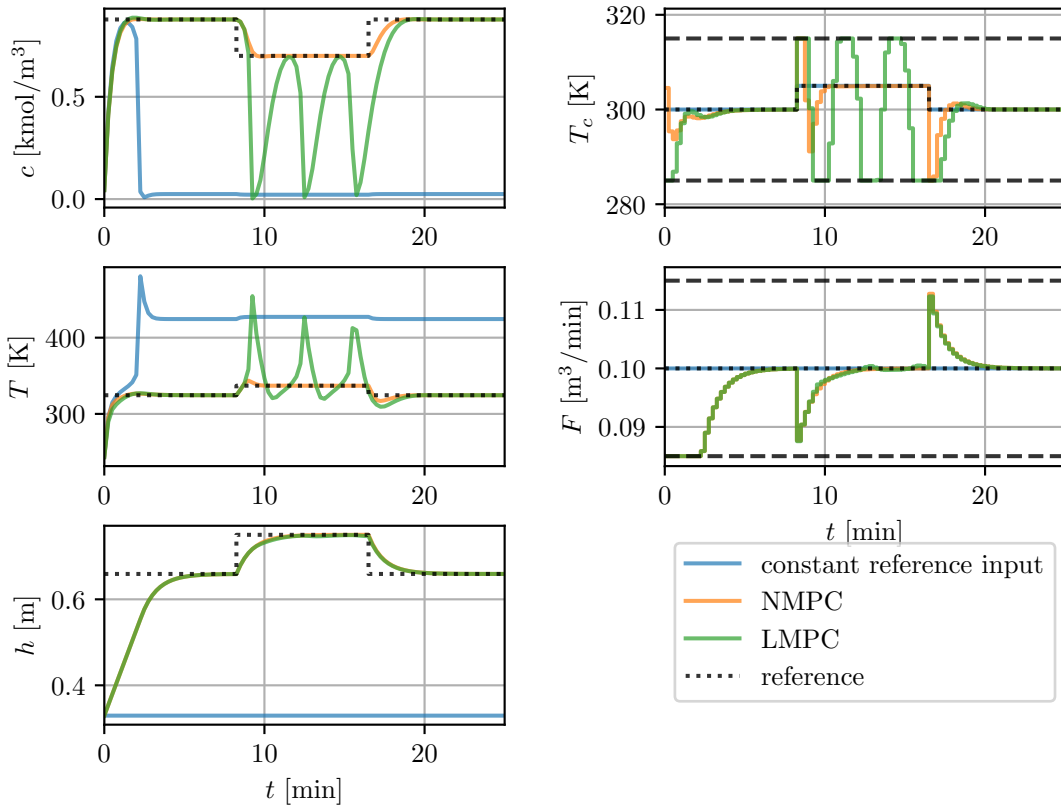 0.5
0.0
c [kmol/m³]
0
10
20
320
300
280
T_c [K]
0
10
20
400
300
T [K]
0
10
20
0.11
0.10
0.09
F [m³/min]
0
10
20
t [min]
0.6
0.4
h [m]
0
10
20
t [min]
constant reference input
NMPC
LMPC
reference